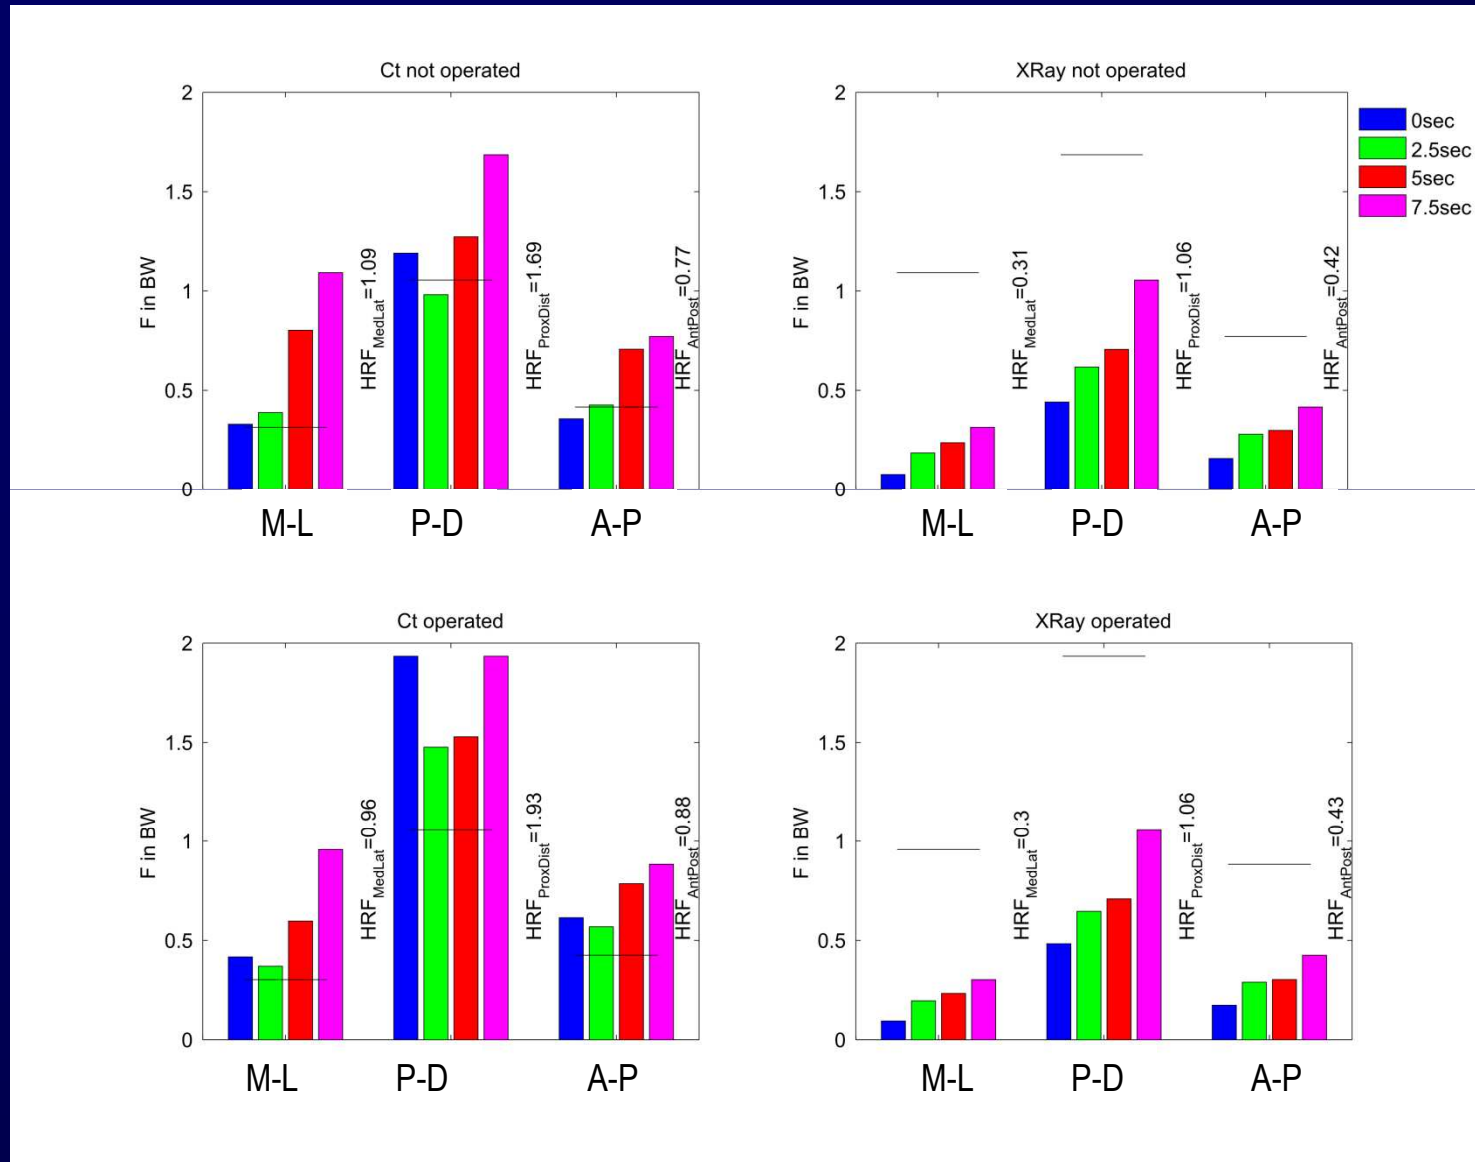 Ct not operated
2
1.5
1
0.5
0
F in BW
HRF_MedLat=1.09
HRF_ProxDist=1.69
HRF_AntPost=0.77
M-L P-D A-P
XRay not operated
2
1.5
1
0.5
0
F in BW
HRF_MedLat=0.31
HRF_ProxDist=1.06
HRF_AntPost=0.42
M-L P-D A-P
0sec
2.5sec
5sec
7.5sec
Ct operated
2
1.5
1
0.5
0
F in BW
HRF_MedLat=0.96
HRF_ProxDist=1.93
HRF_AntPost=0.88
M-L P-D A-P
XRay operated
2
1.5
1
0.5
0
F in BW
HRF_MedLat=0.3
HRF_ProxDist=1.06
HRF_AntPost=0.43
M-L P-D A-P